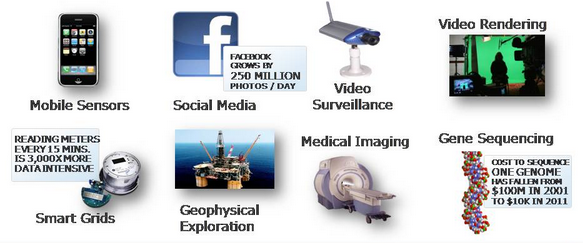 Mobile Sensors
Social Media
FACEBOOK
GROWS BY
250 MILLION
PHOTOS / DAY
Video
Surveillance
Video Rendering
READING METERS
EVERY 15 MINS.
IS 3,000X MORE
DATA INTENSIVE
Smart Grids
Geophysical
Exploration
Medical Imaging
Gene Sequencing
COST TO SEQUENCE
ONE GENOME
HAS FALLEN FROM
$100M IN 2001
TO $10K IN 2011